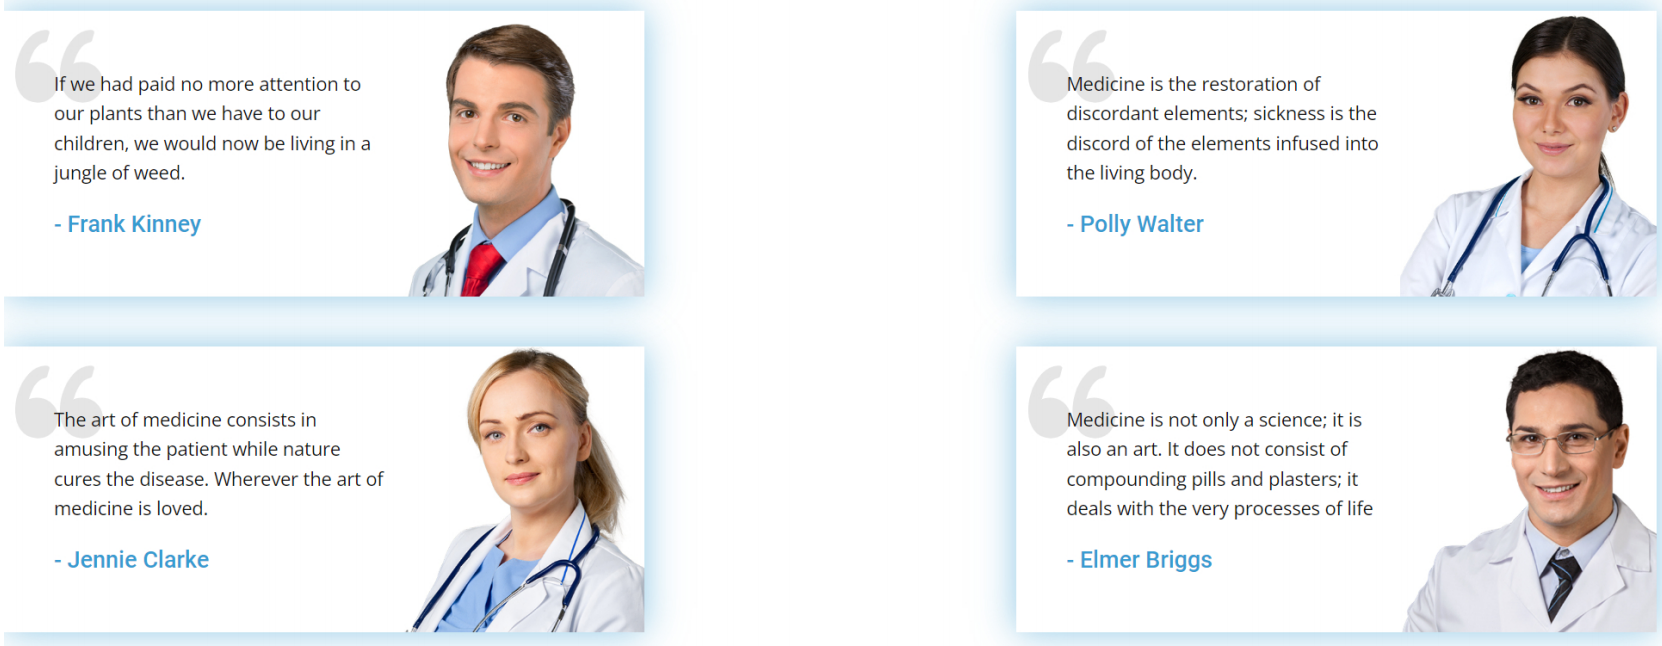 If we had paid no more attention to
our plants than we have to our
children, we would now be living in a
jungle of weed.
- Frank Kinney
Medicine is the restoration of
discordant elements; sickness is the
discord of the elements infused into
the living body.
- Polly Walter
The art of medicine consists in
amusing the patient while nature
cures the disease. Wherever the art of
medicine is loved.
- Jennie Clarke
Medicine is not only a science; it is
also an art. It does not consist of
compounding pills and plasters; it
deals with the very processes of life
- Elmer Briggs